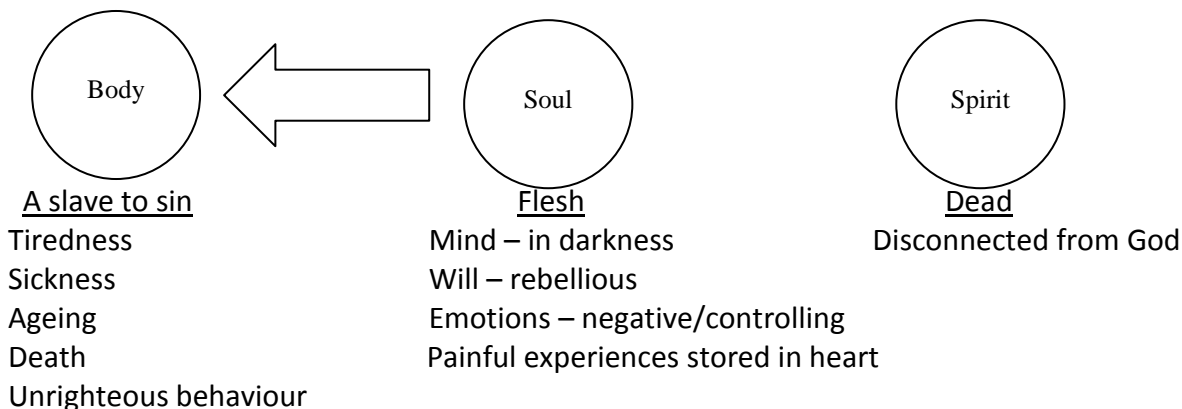 Body
Soul
Spirit
A slave to sin
Flesh
Dead
Tiredness
Mind – in darkness
Disconnected from God
Sickness
Will – rebellious
Ageing
Emotions – negative/controlling
Death
Painful experiences stored in heart
Unrighteous behaviour